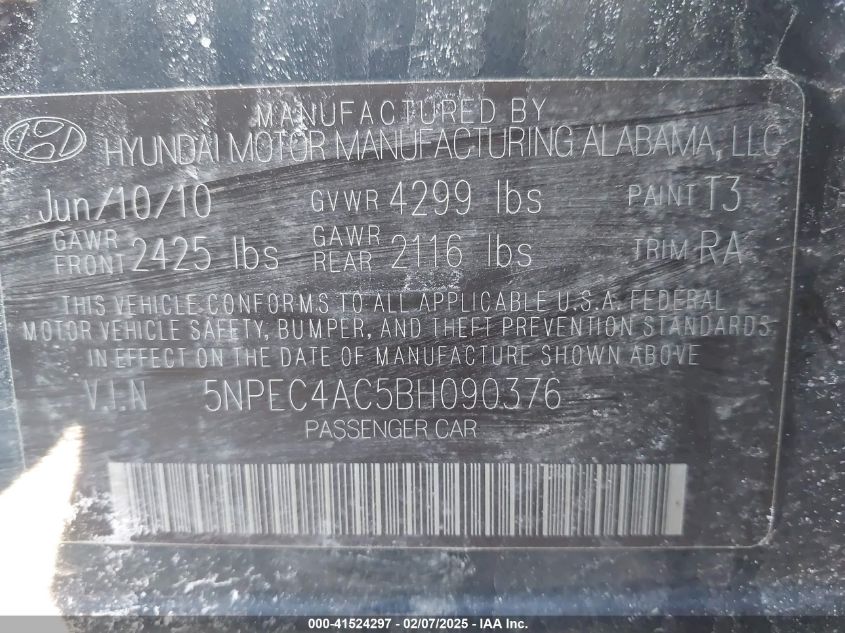 MANUFACTURED BY
HYUNDAI MOTOR MANUFACTURING ALABAMA, LLC
Jun/10/10 GVWR 4299 lbs PAINT T3
GAWR FRONT 2425 lbs GAWR REAR 2116 lbs TRIM RA
THIS VEHICLE CONFORMS TO ALL APPLICABLE U.S.A. FEDERAL
MOTOR VEHICLE SAFETY, BUMPER, AND THEFT PREVENTION STANDARDS
IN EFFECT ON THE DATE OF MANUFACTURE SHOWN ABOVE
V.I.N 5NPEC4AC5BH090376
PASSENGER CAR
000-41524297 - 02/07/2025 - IAA Inc.